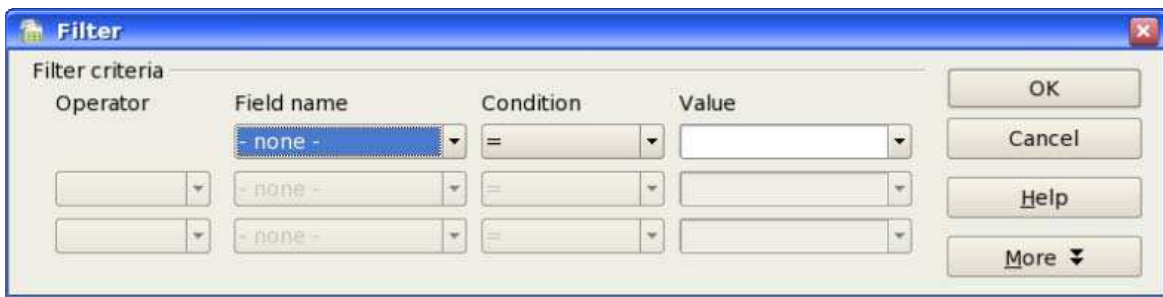 Filter
Filter criteria
Operator Field name Condition Value
- none - =
- none - =
- none - =
OK
Cancel
Help
More